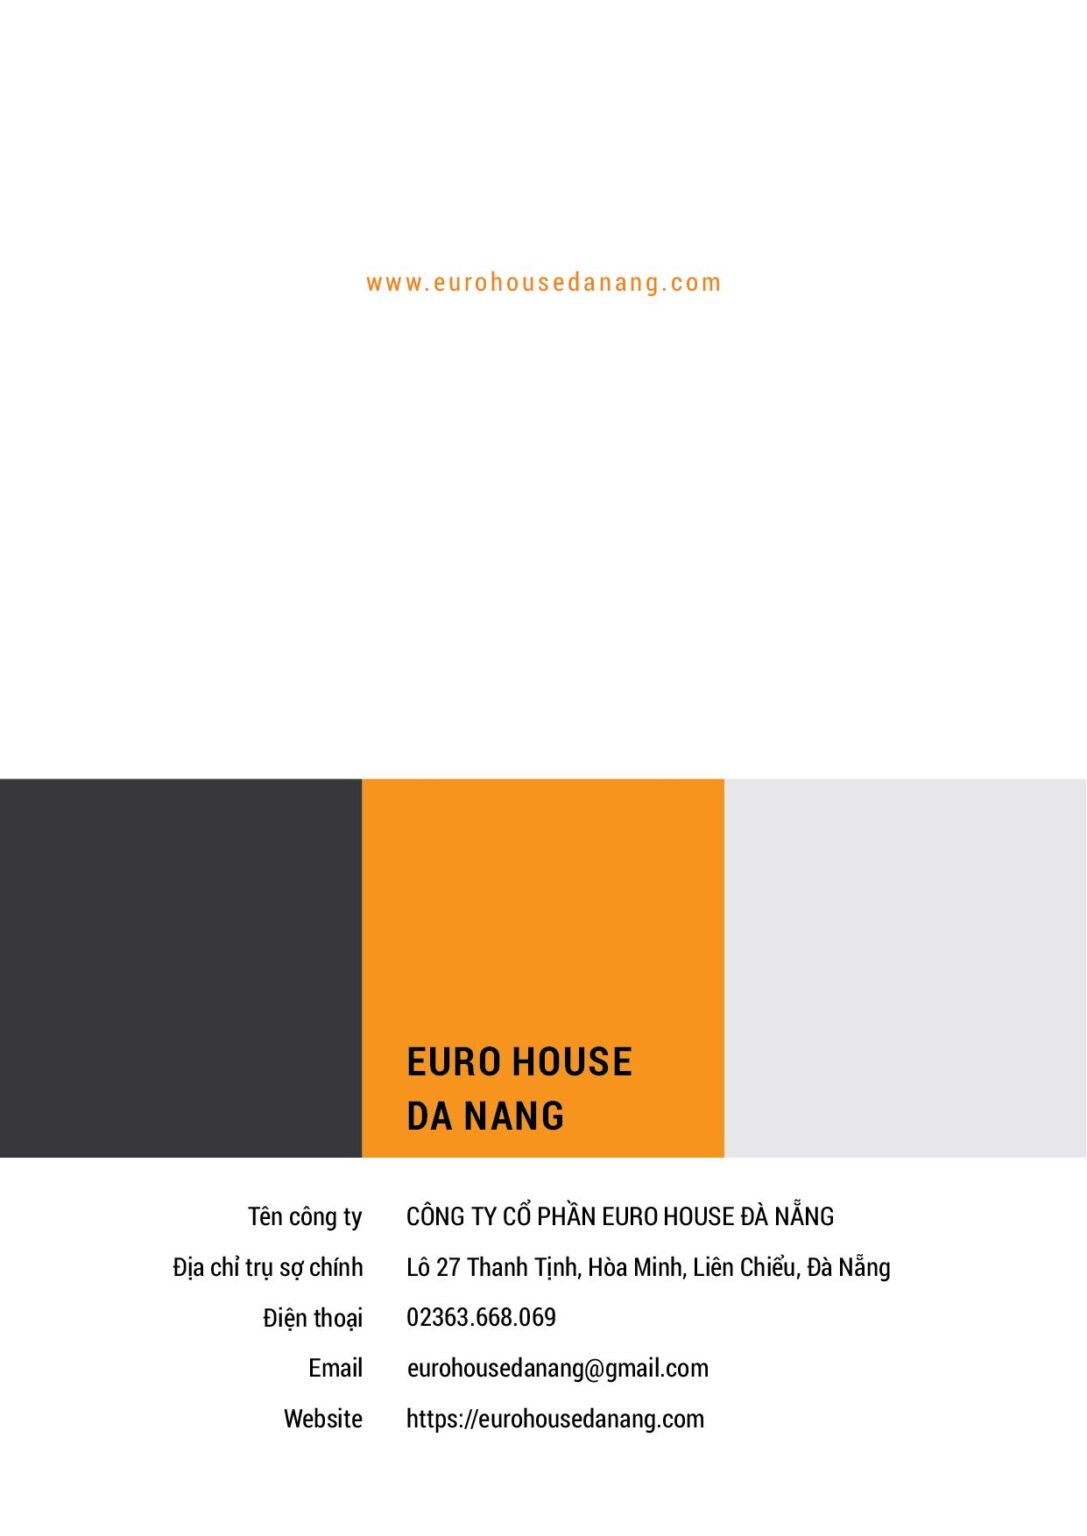 www.eurohousedanang.com
EURO HOUSE
DA NANG
Tên công ty CÔNG TY CỔ PHẦN EURO HOUSE ĐÀ NẴNG
Địa chỉ trụ sợ chính Lô 27 Thanh Tịnh, Hòa Minh, Liên Chiểu, Đà Nẵng
Điện thoại 02363.668.069
Email eurohousedanang@gmail.com
Website https://eurohousedanang.com